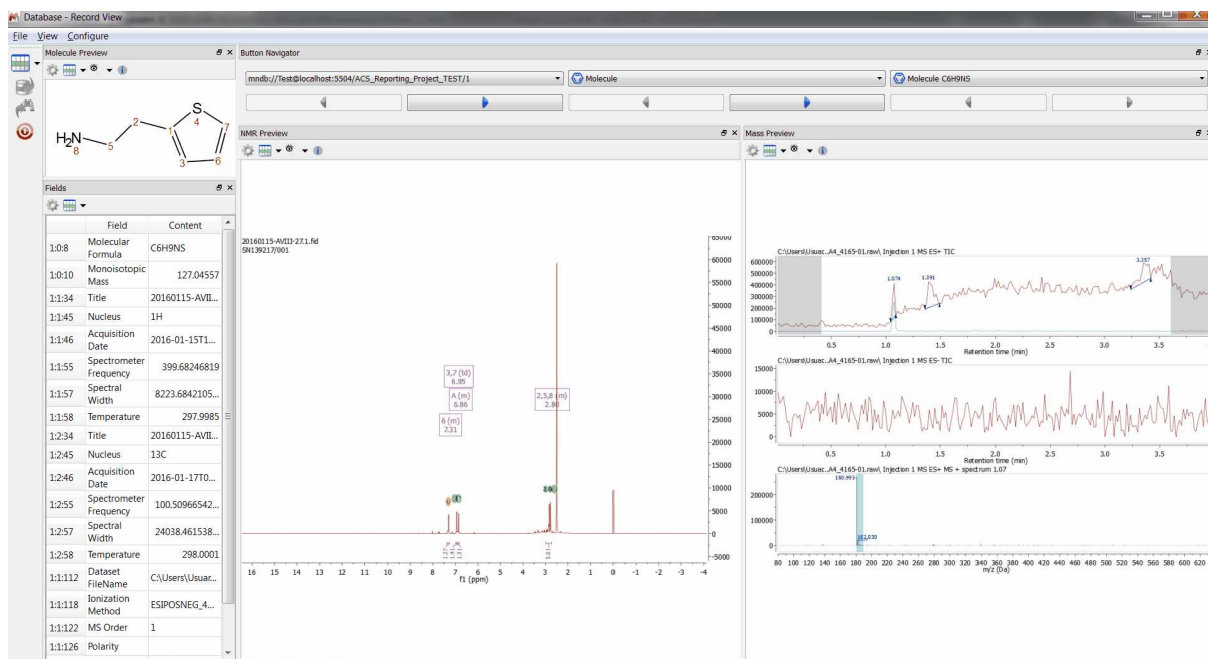 Database - Record View
File View Configure
Molecule Preview
H2N
8
5
2
1
S
4
7
3
6
Fields
Field Content
1:0:8 Molecular Formula C6H9NS
1:0:10 Monoisotopic Mass 127.04557
1:1:34 Title 20160115-AVII...
1:1:45 Nucleus 1H
1:1:46 Acquisition Date 2016-01-15T1...
1:1:55 Spectrometer Frequency 399.68246819
1:1:57 Spectral Width 8223.6842105...
1:1:58 Temperature 297.9985
1:2:34 Title 20160115-AVII...
1:2:45 Nucleus 13C
1:2:46 Acquisition Date 2016-01-17T0...
1:2:55 Spectrometer Frequency 100.50966542...
1:2:57 Spectral Width 24038.461538...
1:2:58 Temperature 298.0001
1:1:112 Dataset FileName C:\Users\Usuar...
1:1:118 Ionization Method ESIPOSNEG_4...
1:1:122 MS Order 1
1:1:126 Polarity
Button Navigator
mndb://Test@localhost:5504/ACS_Reporting_Project_TEST/1
Molecule
Molecule C6H9NS
NMR Preview
20160115-AVIII-27.1.fid
SN139217/001
3,7 (td)
6.95
A (m)
6.86
6 (m)
7.31
2,5,8 (m)
2.80
65000
60000
55000
50000
45000
40000
35000
30000
25000
20000
15000
10000
5000
0
-5000
16 15 14 13 12 11 10 9 8 7 6 5 4 3 2 1 0 -1 -2 -3 -4
f1 (ppm)
Mass Preview
C:\Users\Usuac..A4_4165-01.raw\ Injection 1 MS ES+ TIC
600000
500000
400000
300000
200000
100000
0
1.074
1.391
3.357
0.5 1.0 1.5 2.0 2.5 3.0 3.5
Retention time (min)
C:\Users\Usuac..A4_4165-01.raw\ Injection 1 MS ES- TIC
15000
10000
5000
0
0.5 1.0 1.5 2.0 2.5 3.0 3.5
Retention time (min)
C:\Users\Usuac..A4_4165-01.raw\ Injection 1 MS ES+ MS + spectrum 1.07
180.993
182.030
200000
100000
0
80 100 120 140 160 180 200 220 240 260 280 300 320 340 360 380 400 420 440 460 480 500 520 540 560 580 600 620
m/z (Da)